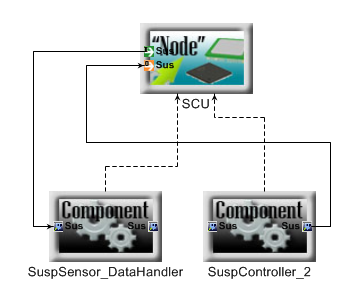 "Node"
Sus
Sus
SCU
Component
Sus Sus
Component
Sus Sus
SuspSensor_DataHandler
SuspController_2